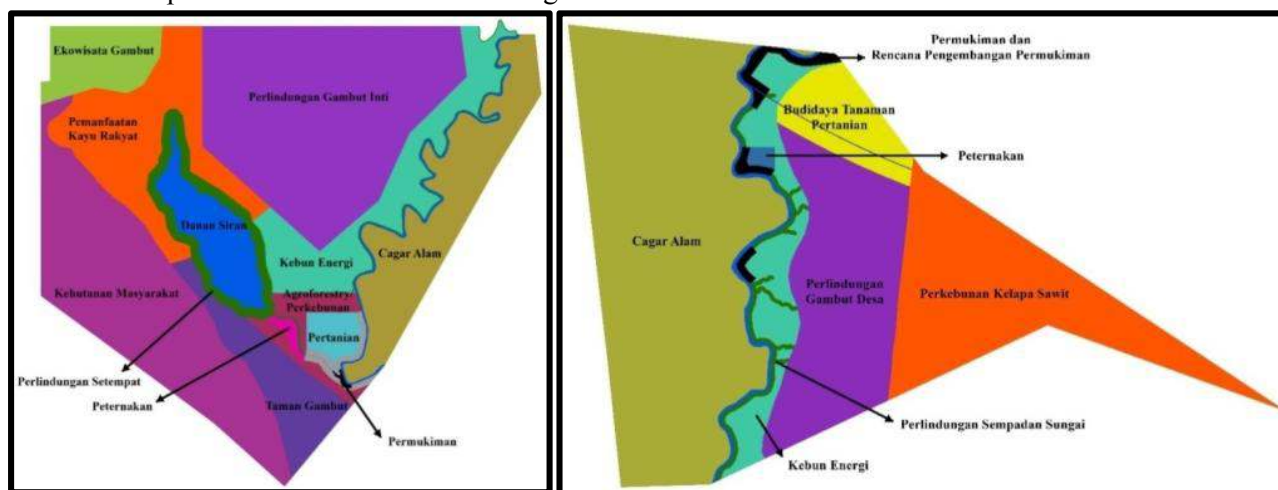 Ekowisata Gambut
Perlindungan Gambut Inti
Pemanfaatan
Kayu Rakyat
Danan Siran
Cagar Alam
Kebun Energi
Kehutanan Masyarakat
Agroforestry/
Perkebunan
Pertanian
Perlindungan Setempat
Peternakan
Taman Gambut
Permukiman
Permukiman dan
Rencana Pengembangan Permukiman
Budidaya Tanaman
Pertanian
Peternakan
Cagar Alam
Perlindungan
Gambut Desa
Perkebunan Kelapa Sawit
Perlindungan Sempadan Sungai
Kebun Energi